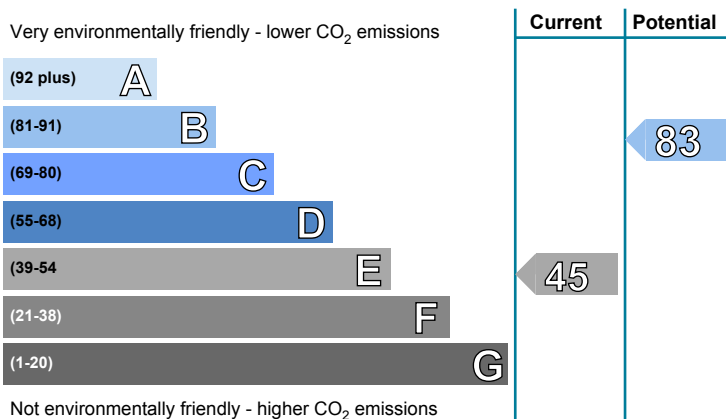 Current Potential
Very environmentally friendly - lower CO2 emissions
(92 plus) A
(81-91) B
83
(69-80) C
(55-68) D
(39-54 E
45
(21-38) F
(1-20) G
Not environmentally friendly - higher CO2 emissions